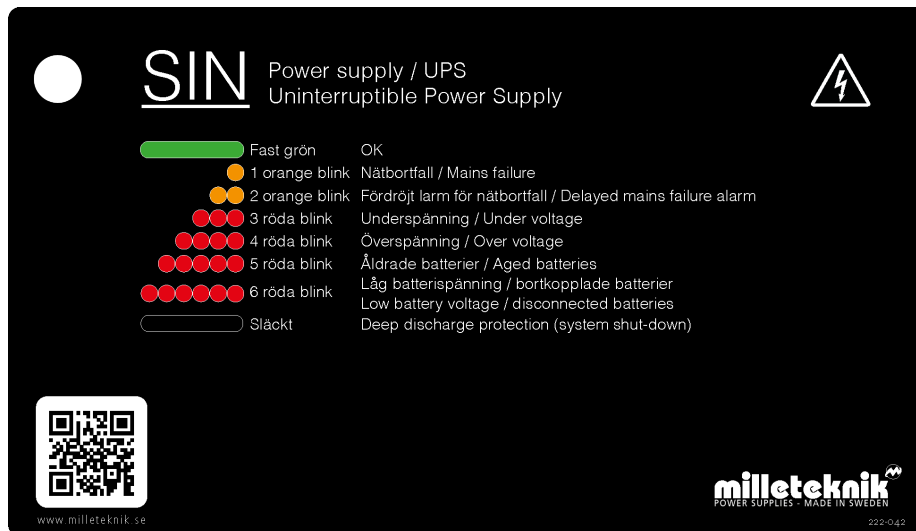 SIN
Power supply / UPS
Uninterruptible Power Supply
Fast grön OK
1 orange blink Nätbortfall / Mains failure
2 orange blink Fördröjt larm för nätbortfall / Delayed mains failure alarm
3 röda blink Underspänning / Under voltage
4 röda blink Överspänning / Over voltage
5 röda blink Åldrade batterier / Aged batteries
6 röda blink Låg batterispänning / bortkopplade batterier
Low battery voltage / disconnected batteries
Släckt Deep discharge protection (system shut-down)
www.milleteknik.se
milleteknik
POWER SUPPLIES - MADE IN SWEDEN
222-042